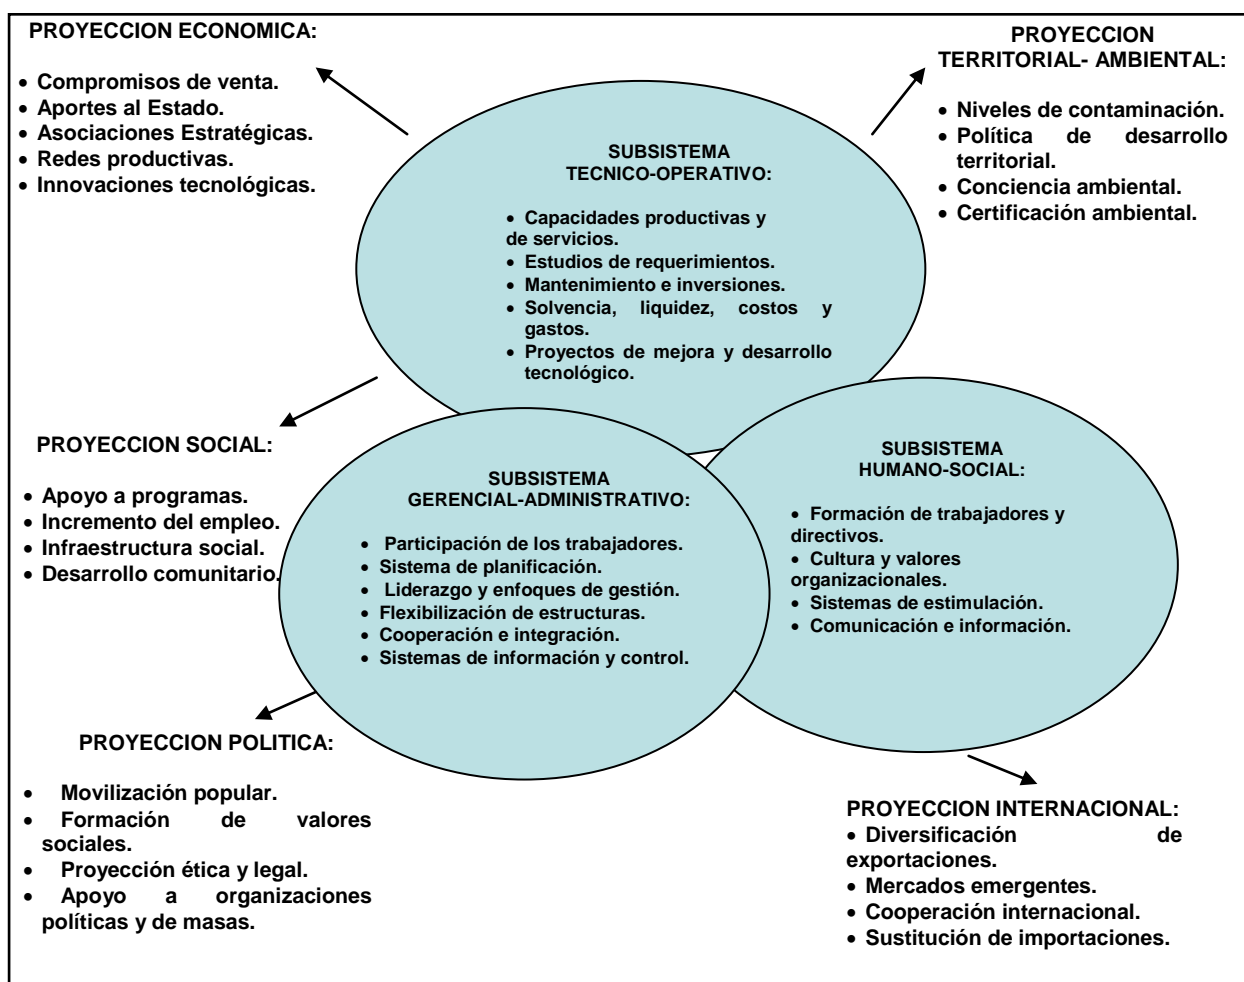 PROYECCION ECONOMICA:
• Compromisos de venta.
• Aportes al Estado.
• Asociaciones Estratégicas.
• Redes productivas.
• Innovaciones tecnológicas.
PROYECCION
TERRITORIAL- AMBIENTAL:
• Niveles de contaminación.
• Política de desarrollo
territorial.
• Conciencia ambiental.
• Certificación ambiental.
SUBSISTEMA
TECNICO-OPERATIVO:
• Capacidades productivas y
de servicios.
• Estudios de requerimientos.
• Mantenimiento e inversiones.
• Solvencia, liquidez, costos y
gastos.
• Proyectos de mejora y desarrollo
tecnológico.
PROYECCION SOCIAL:
• Apoyo a programas.
• Incremento del empleo.
• Infraestructura social.
• Desarrollo comunitario.
SUBSISTEMA
GERENCIAL-ADMINISTRATIVO:
• Participación de los trabajadores.
• Sistema de planificación.
• Liderazgo y enfoques de gestión.
• Flexibilización de estructuras.
• Cooperación e integración.
• Sistemas de información y control.
SUBSISTEMA
HUMANO-SOCIAL:
• Formación de trabajadores y
directivos.
• Cultura y valores
organizacionales.
• Sistemas de estimulación.
• Comunicación e información.
PROYECCION POLITICA:
• Movilización popular.
• Formación de valores
sociales.
• Proyección ética y legal.
• Apoyo a organizaciones
políticas y de masas.
PROYECCION INTERNACIONAL:
• Diversificación de
exportaciones.
• Mercados emergentes.
• Cooperación internacional.
• Sustitución de importaciones.